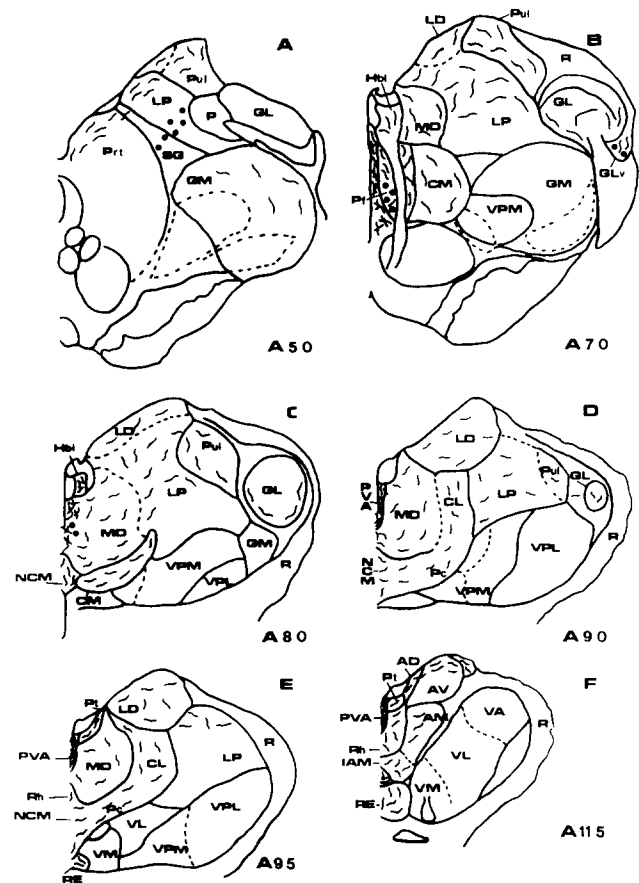 A
Pul
LP
P
GL
Prt
SG
GM
A50
LD
Pul
B
R
Hbl
GL
MD
LP
GLv
CM
GM
Pt
VPM
A70
C
LD
Hbl
Pul
LP
GL
MD
GM
NCM
VPM
VPL
R
CM
A80
D
LD
Pul
GL
PVA
CL
LP
MD
VPL
R
NCM
Pc
VPM
A90
E
Pt
LD
PVA
R
MD
CL
LP
Rh
Pc
VPL
NCM
VL
VM
VPM
RE
A95
F
AD
Pt
AV
PVA
AM
VA
R
Rh
VL
IAM
VM
RE
A115